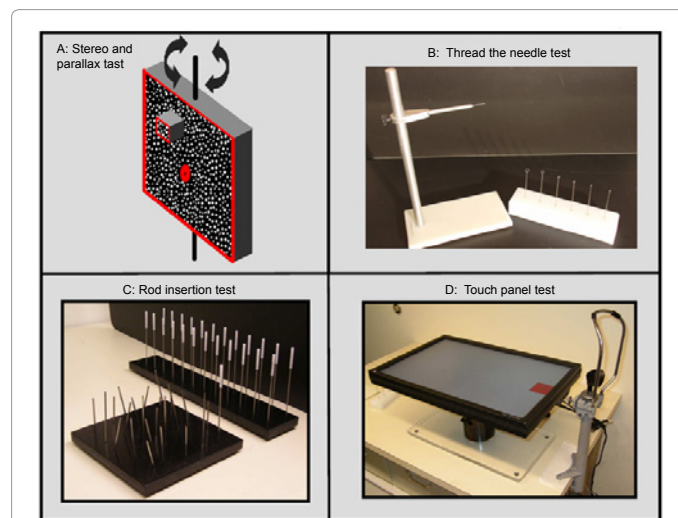 A: Stereo and
parallax tast
B: Thread the needle test
C: Rod insertion test
D: Touch panel test